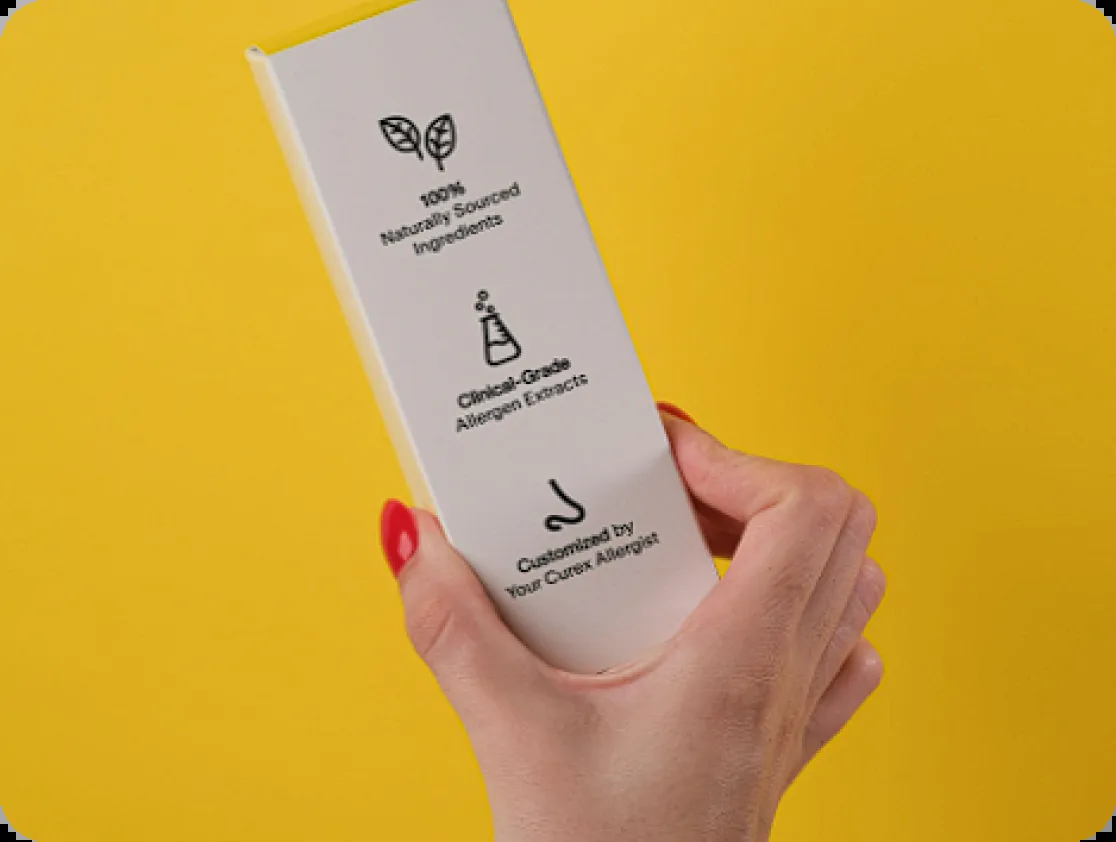 100%
Naturally Sourced
Ingredients
Clinical-Grade
Allergen Extracts
Customized by
Your Curex Allergist